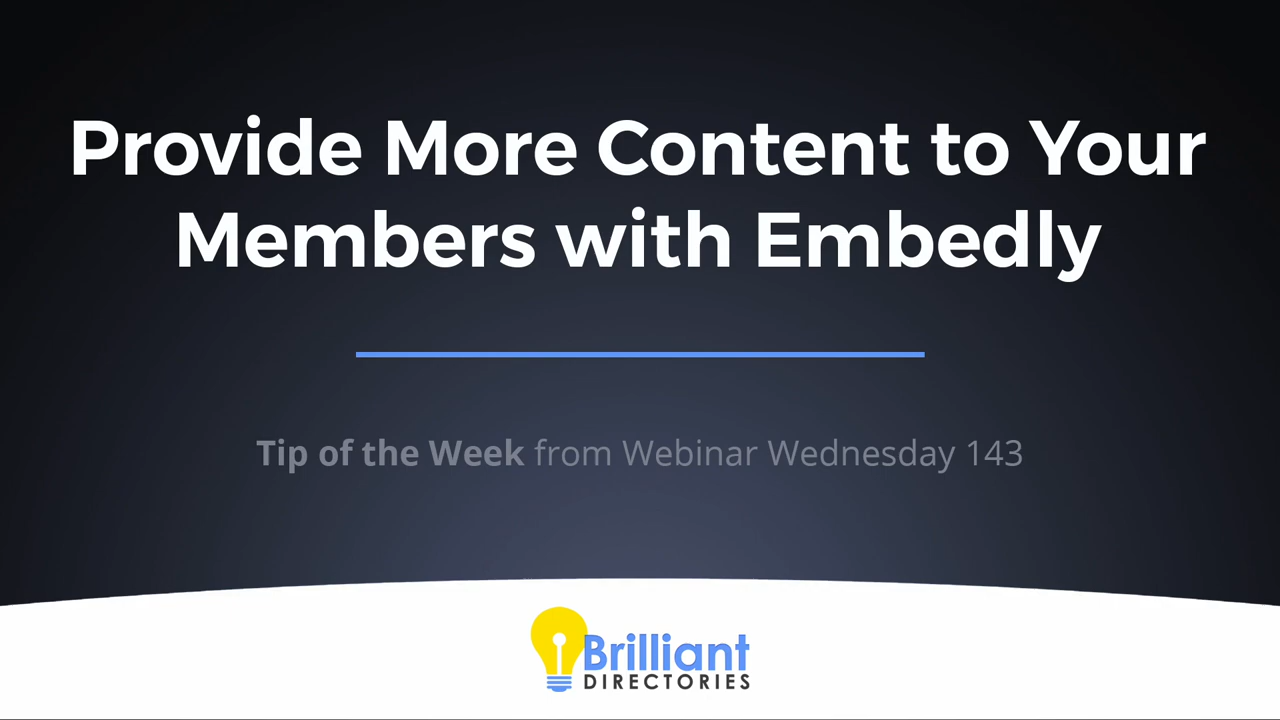 Provide More Content to Your
Members with Embedly
Tip of the Week from Webinar Wednesday 143
Brilliant
DIRECTORIES